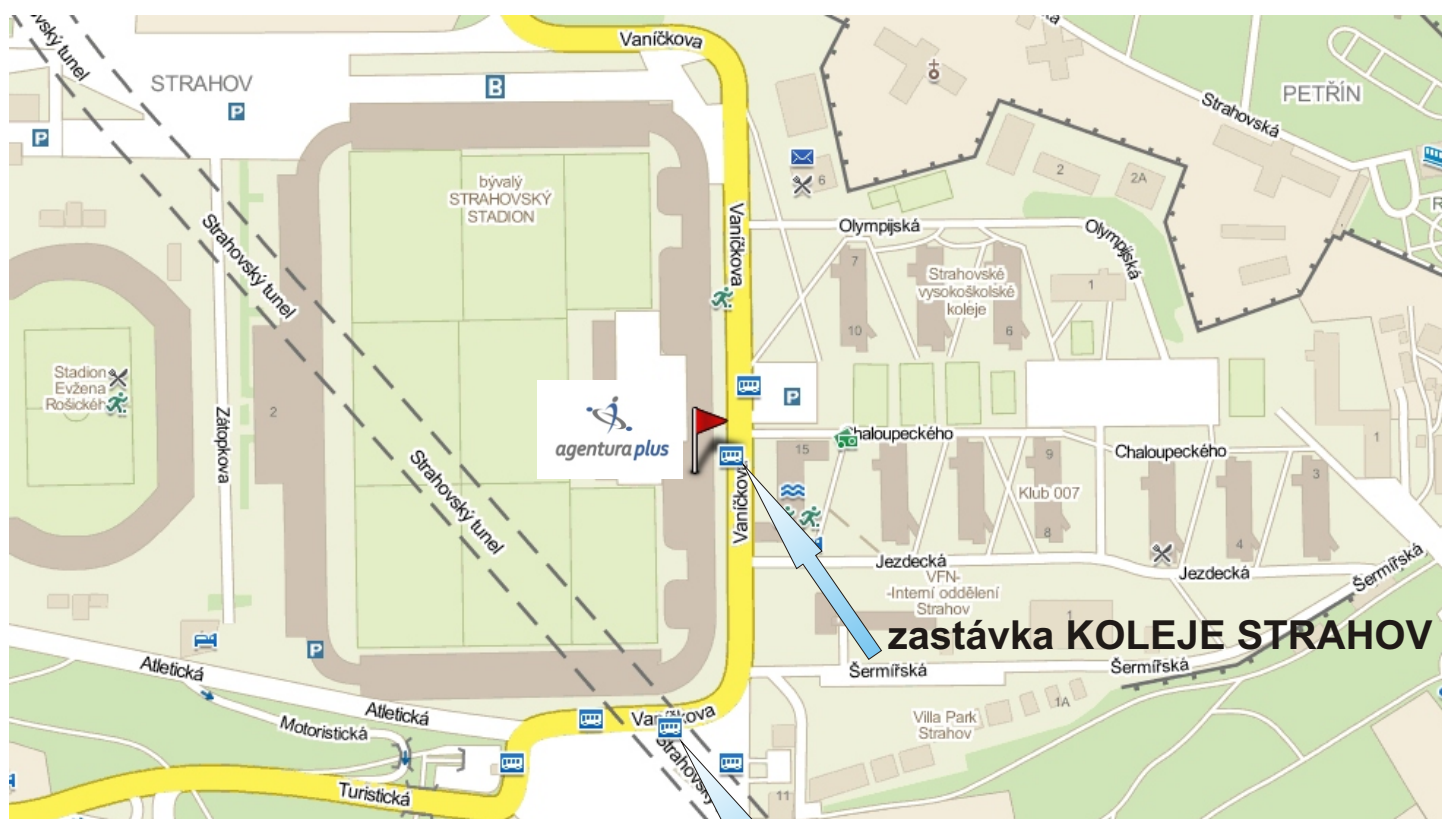 Vaníčkova
STRAHOV
B
P
P
PETŘÍN
Strahovská
Strahovský tunel
bývalý
STRAHOVSKÝ
STADION
6
2
2A
Olympijská
Olympijská
Vaníčkova
7
Strahovské
vysokoškolské
koleje
1
10
6
Strahovský tunel
Stadion
Evžena
Rošického
2
Zátopkova
P
agentura plus
Chaloupeckého
Chaloupeckého
15
9
Klub 007
8
3
4
1
Strahovský tunel
Vaníčkova
Jezdecká
Jezdecká
VFN-
-Interní oddělení
Strahov
1
Šermířská
zastávka KOLEJE STRAHOV
Šermířská
Šermířská
P
Atletická
Atletická
Motoristická
Vaníčkova
Strahovský
Villa Park
Strahov
1A
Turistická
11